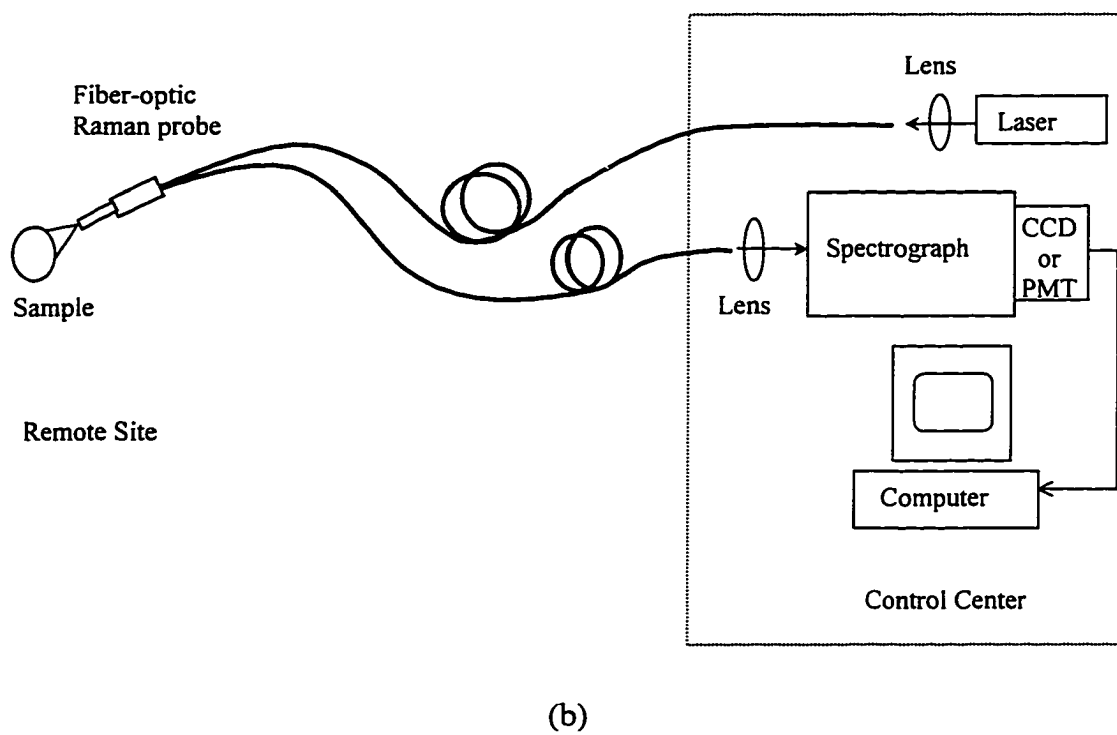 Fiber-optic
Raman probe
Lens
Laser
Spectrograph
CCD
or
PMT
Lens
Sample
Remote Site
Computer
Control Center
(b)